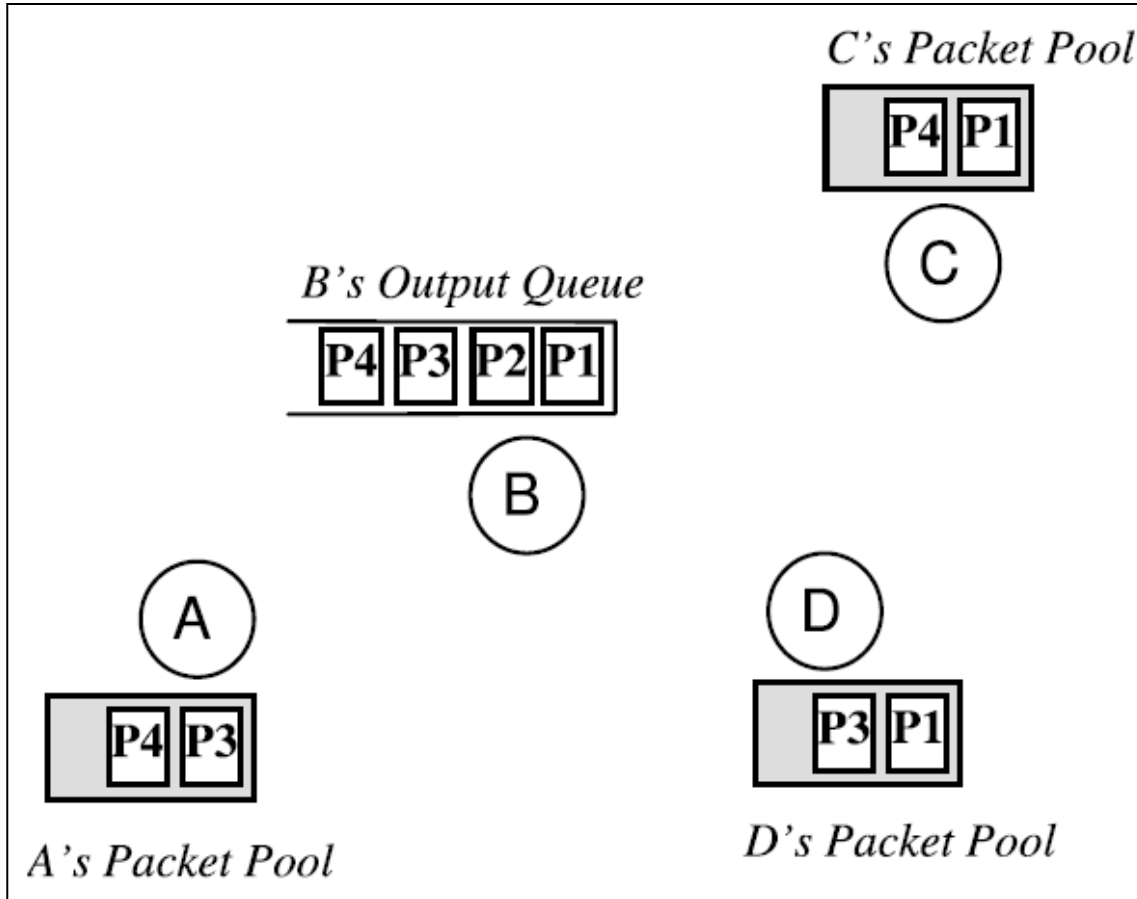 C's Packet Pool
P4 P1
C
B's Output Queue
P4 P3 P2 P1
B
A
D
P4 P3
P3 P1
A's Packet Pool
D's Packet Pool